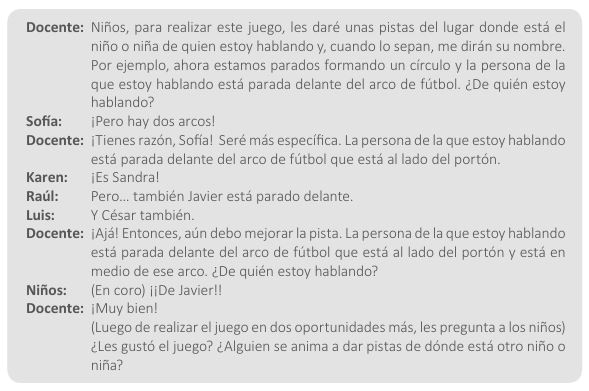 Docente: Niños, para realizar este juego, les daré unas pistas del lugar donde está el
niño o niña de quien estoy hablando y, cuando lo sepan, me dirán su nombre.
Por ejemplo, ahora estamos parados formando un círculo y la persona de la
que estoy hablando está parada delante del arco de fútbol. ¿De quién estoy
hablando?
Sofía: ¡Pero hay dos arcos!
Docente: ¡Tienes razón, Sofía! Seré más específica. La persona de la que estoy hablando
está parada delante del arco de fútbol que está al lado del portón.
Karen: ¡Es Sandra!
Raúl: Pero... también Javier está parado delante.
Luis: Y César también.
Docente: ¡Ajá! Entonces, aún debo mejorar la pista. La persona de la que estoy hablando
está parada delante del arco de fútbol que está al lado del portón y está en
medio de ese arco. ¿De quién estoy hablando?
Niños: (En coro) ¡¡De Javier!!
Docente: ¡Muy bien!
(Luego de realizar el juego en dos oportunidades más, les pregunta a los niños)
¿Les gustó el juego? ¿Alguien se anima a dar pistas de dónde está otro niño o
niña?